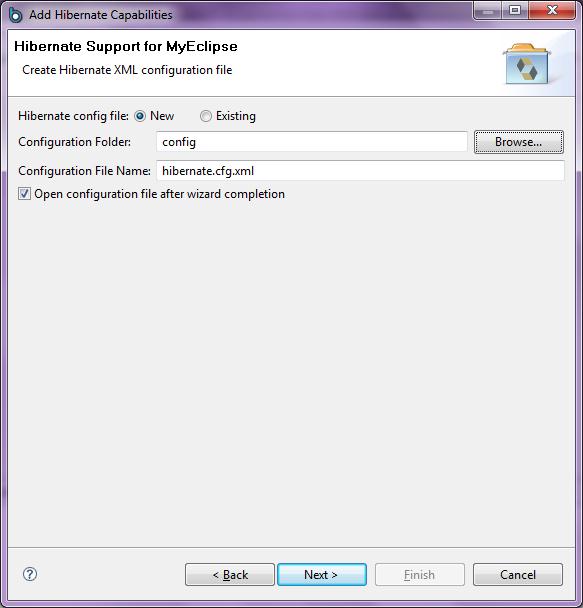 Add Hibernate Capabilities
Hibernate Support for MyEclipse
Create Hibernate XML configuration file
Hibernate config file: New Existing
Configuration Folder: config Browse...
Configuration File Name: hibernate.cfg.xml
Open configuration file after wizard completion
? < Back Next > Finish Cancel